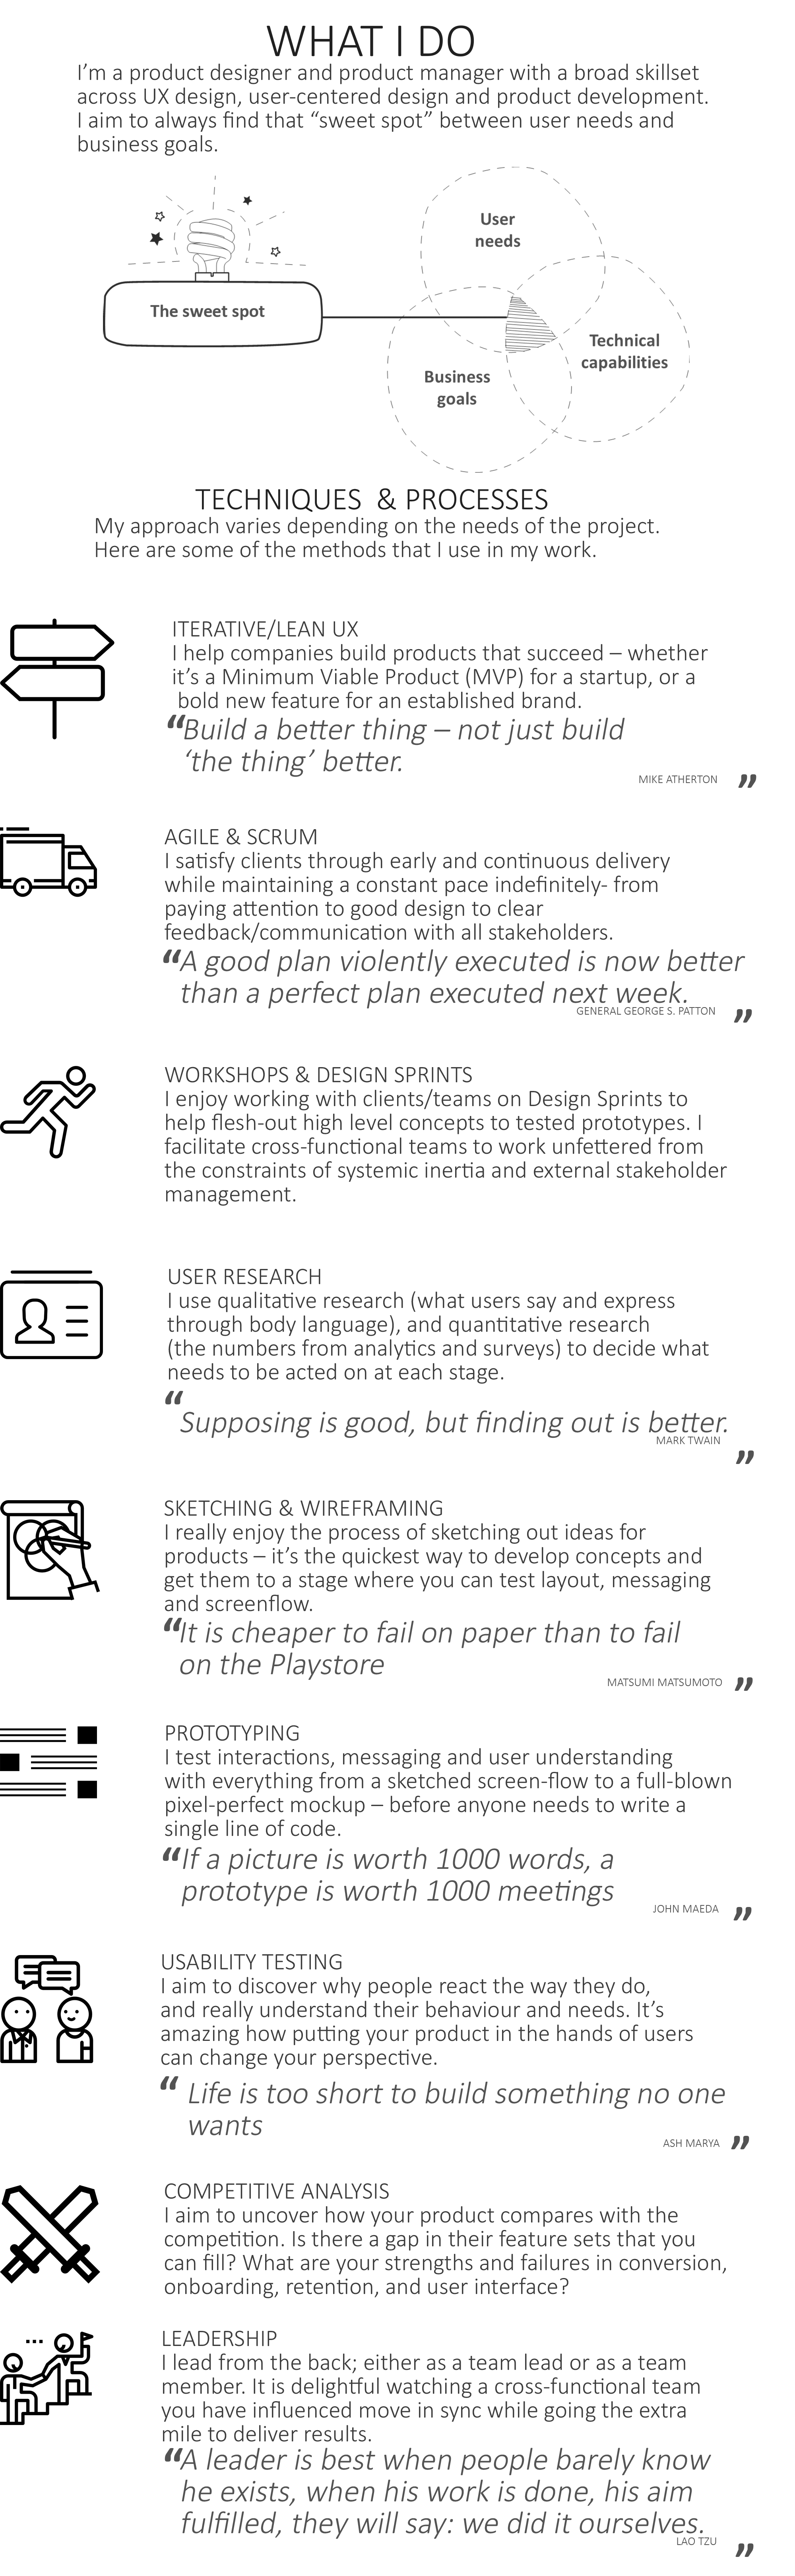 WHAT I DO
I'm a product designer and product manager with a broad skillset
across UX design, user-centered design and product development.
I aim to always find that “sweet spot” between user needs and
business goals.
User
needs
The sweet spot
Technical
capabilities
Business
goals
TECHNIQUES & PROCESSES
My approach varies depending on the needs of the project.
Here are some of the methods that I use in my work.
ITERATIVE/LEAN UX
I help companies build products that succeed – whether
it's a Minimum Viable Product (MVP) for a startup, or a
bold new feature for an established brand.
“Build a better thing – not just build
‘the thing’ better.
MIKE ATHERTON ”
AGILE & SCRUM
I satisfy clients through early and continuous delivery
while maintaining a constant pace indefinitely- from
paying attention to good design to clear
feedback/communication with all stakeholders.
“A good plan violently executed is now better
than a perfect plan executed next week.
GENERAL GEORGE S. PATTON ”
WORKSHOPS & DESIGN SPRINTS
I enjoy working with clients/teams on Design Sprints to
help flesh-out high level concepts to tested prototypes. I
facilitate cross-functional teams to work unfettered from
the constraints of systemic inertia and external stakeholder
management.
USER RESEARCH
I use qualitative research (what users say and express
through body language), and quantitative research
(the numbers from analytics and surveys) to decide what
needs to be acted on at each stage.
“
Supposing is good, but finding out is better.
MARK TWAIN
”
SKETCHING & WIREFRAMING
I really enjoy the process of sketching out ideas for
products – it's the quickest way to develop concepts and
get them to a stage where you can test layout, messaging
and screenflow.
“It is cheaper to fail on paper than to fail
on the Playstore
MATSUMI MATSUMOTO ”
PROTOTYPING
I test interactions, messaging and user understanding
with everything from a sketched screen-flow to a full-blown
pixel-perfect mockup – before anyone needs to write a
single line of code.
“If a picture is worth 1000 words, a
prototype is worth 1000 meetings
JOHN MAEDA ”
USABILITY TESTING
I aim to discover why people react the way they do,
and really understand their behaviour and needs. It's
amazing how putting your product in the hands of users
can change your perspective.
“ Life is too short to build something no one
wants
ASH MARYA ”
COMPETITIVE ANALYSIS
I aim to uncover how your product compares with the
competition. Is there a gap in their feature sets that you
can fill? What are your strengths and failures in conversion,
onboarding, retention, and user interface?
LEADERSHIP
I lead from the back; either as a team lead or as a team
member. It is delightful watching a cross-functional team
you have influenced move in sync while going the extra
mile to deliver results.
“A leader is best when people barely know
he exists, when his work is done, his aim
fulfilled, they will say: we did it ourselves.
LAO TZU ”